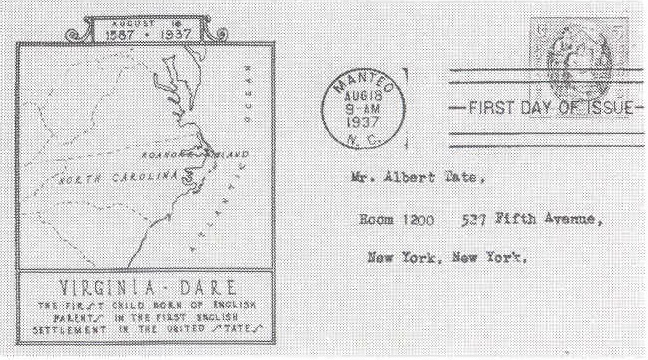 AUGUST 18
1587 • 1937
OCEAN
ROANOKE ISLAND
NORTH CAROLINA
ATLANTIC
VIRGINIA - DARE
THE FIRST CHILD BORN OF ENGLISH
PARENTS IN THE FIRST ENGLISH
SETTLEMENT IN THE UNITED STATES
MANTEO
AUG 18
9-AM
1937
N. C.
FIRST DAY OF ISSUE
Mr. Albert Tate,
Room 1200 527 Fifth Avenue,
New York, New York.